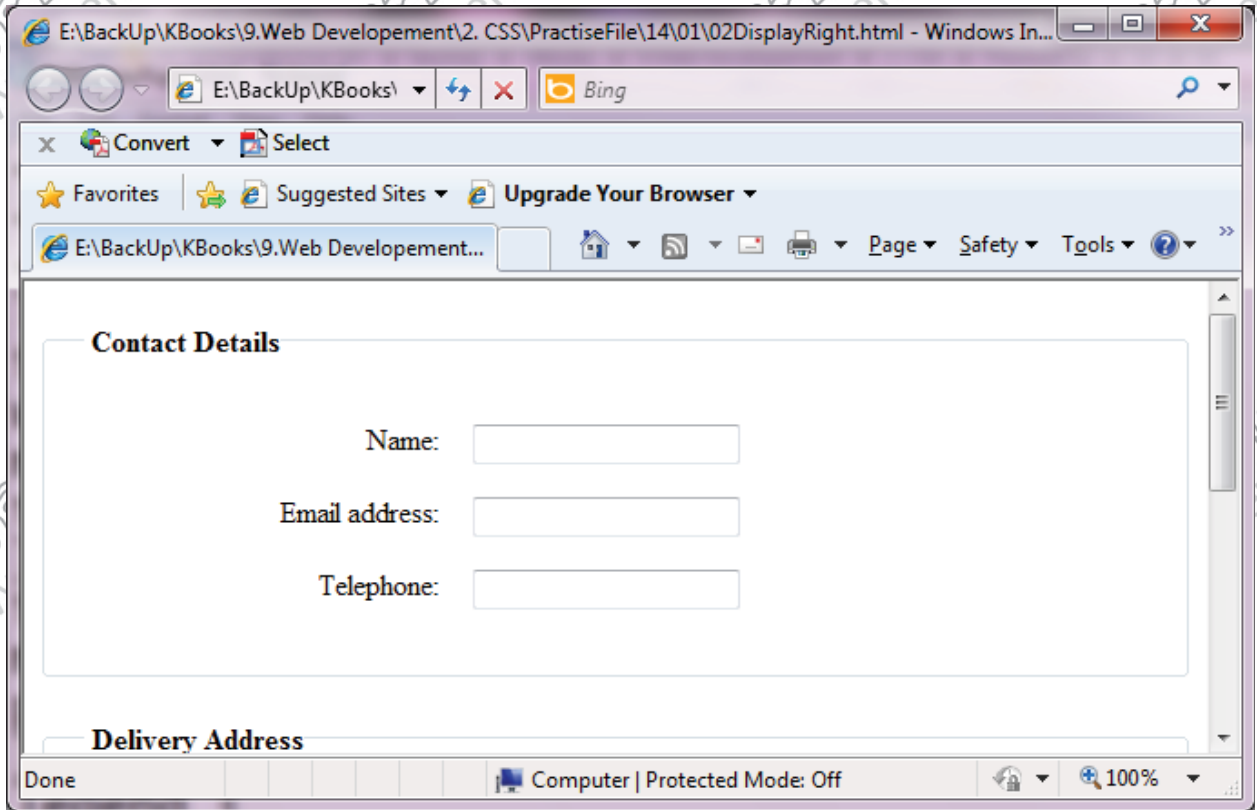 E:\BackUp\KBooks\9.Web Developement\2. CSS\PractiseFile\14\01\02DisplayRight.html - Windows In...
E:\BackUp\KBooks\ Bing
x Convert Select
Favorites Suggested Sites Upgrade Your Browser
E:\BackUp\KBooks\9.Web Developement... Page Safety Tools »
Contact Details
Name:
Email address:
Telephone:
Delivery Address
Done Computer | Protected Mode: Off 100%